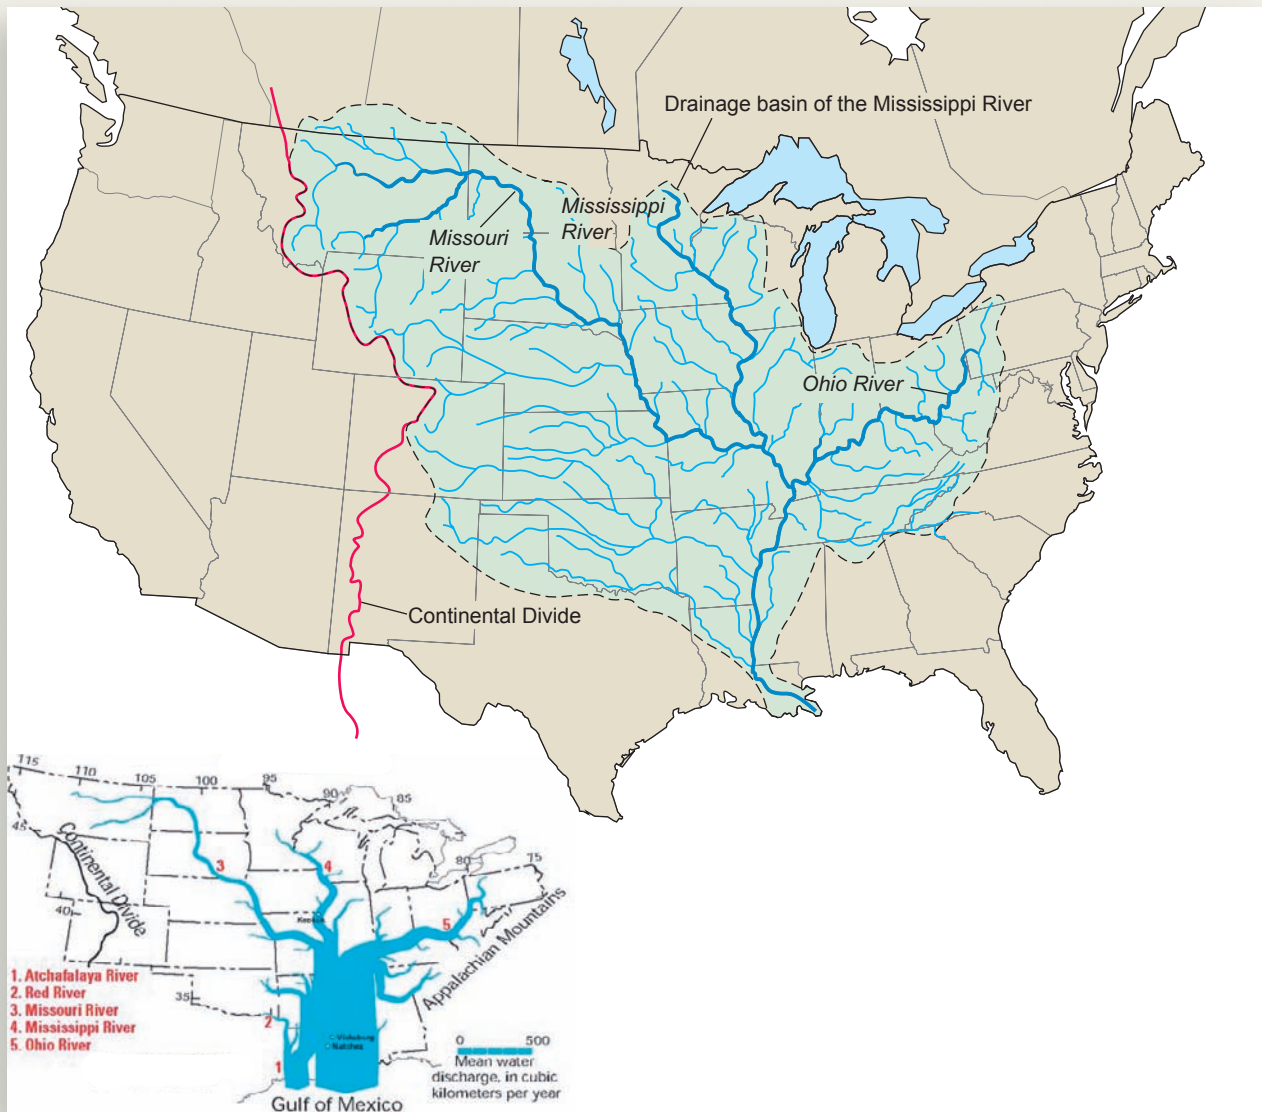 Drainage basin of the Mississippi River
Mississippi
River
Missouri
River
Ohio River
Continental Divide
115
110
105
100
95
90
85
80
75
45
40
35
Continental Divide
3
4
5
2
1
Keokuk
Appalachian Mountains
1. Atchafalaya River
2. Red River
3. Missouri River
4. Mississippi River
5. Ohio River
Vicksburg
Natchez
0 500
Mean water
discharge, in cubic
kilometers per year
Gulf of Mexico